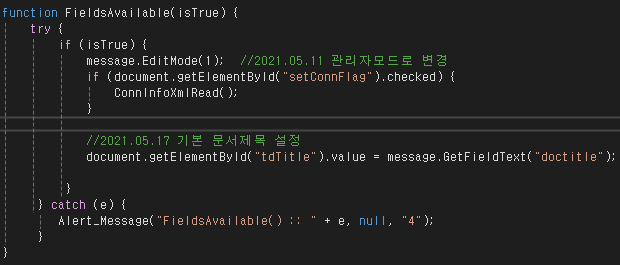 function FieldsAvailable(isTrue) {
try {
if (isTrue) {
message.EditMode(1);  //2021.05.11 관리자모드로 변경
if (document.getElementById("setConnFlag").checked) {
ConnInfoXmlRead();
}
//2021.05.17 기본 문서제목 설정
document.getElementById("tdTitle").value = message.GetFieldText("doctitle");
}
} catch (e) {
Alert_Message("FieldsAvailable() :: " + e, null, "4");
}
}